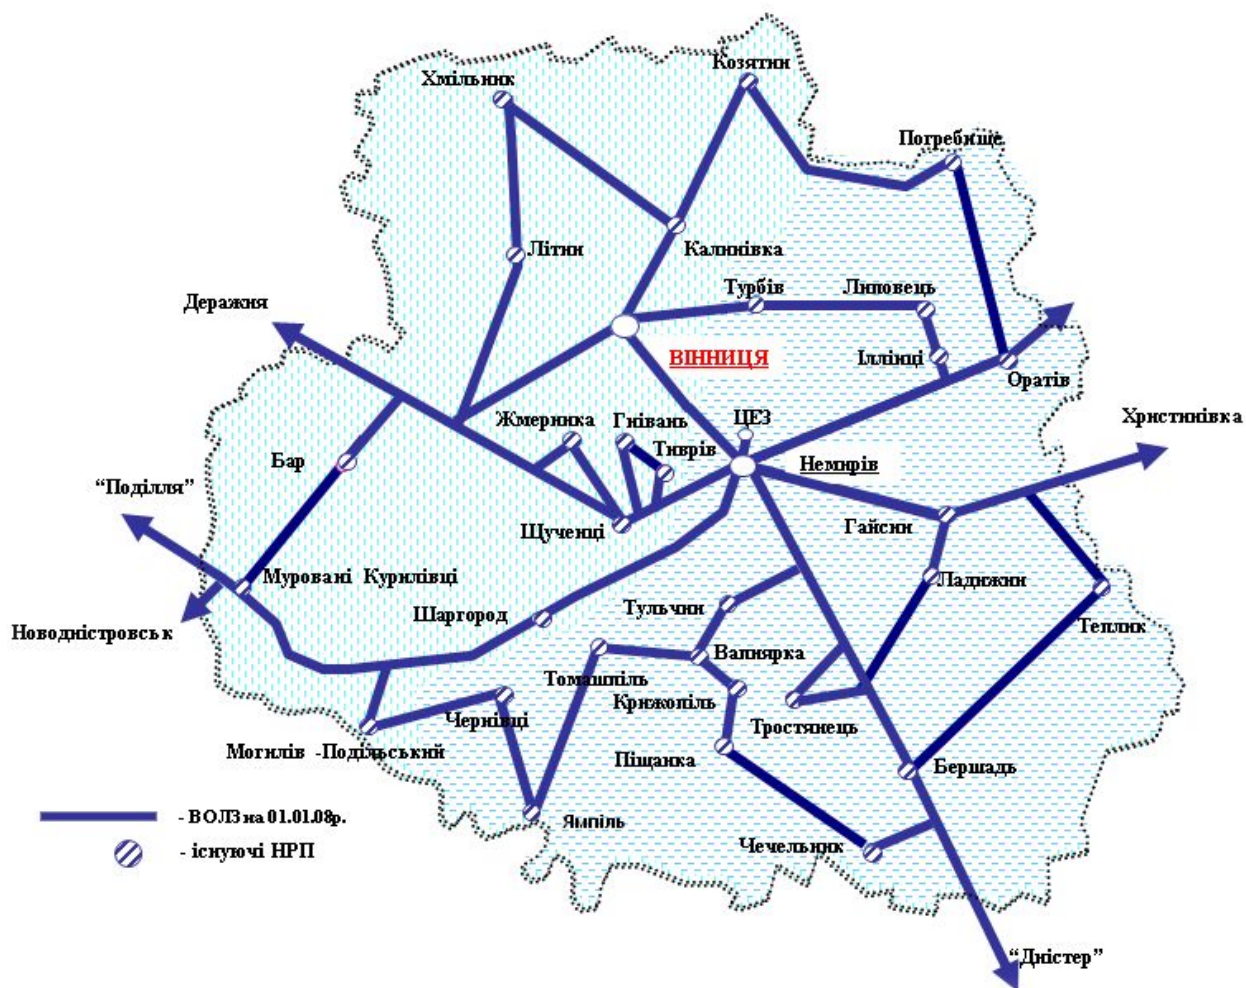 Козятин
Хмільник
Погребище
Літин
Калинівка
Турбів
Липовець
Деражня
ВІННИЦЯ
Іллінці
Оратів
Жмеринка
Гнівань
ЦЕЗ
Христинівка
Тиврів
Бар
Немирів
“Поділля”
Щученці
Гайсин
Муровані Курилівці
Ладижин
Шаргород
Тульчин
Новодністровськ
Теплик
Вапнярка
Томашпіль
Крижопіль
Чернівці
Тростянець
Могилів -Подільський
Піщанка
Бершадь
- ВОЛЗ на 01.01.08р.
Ямпіль
Чечельник
- існуючі НРП
“Дністер”